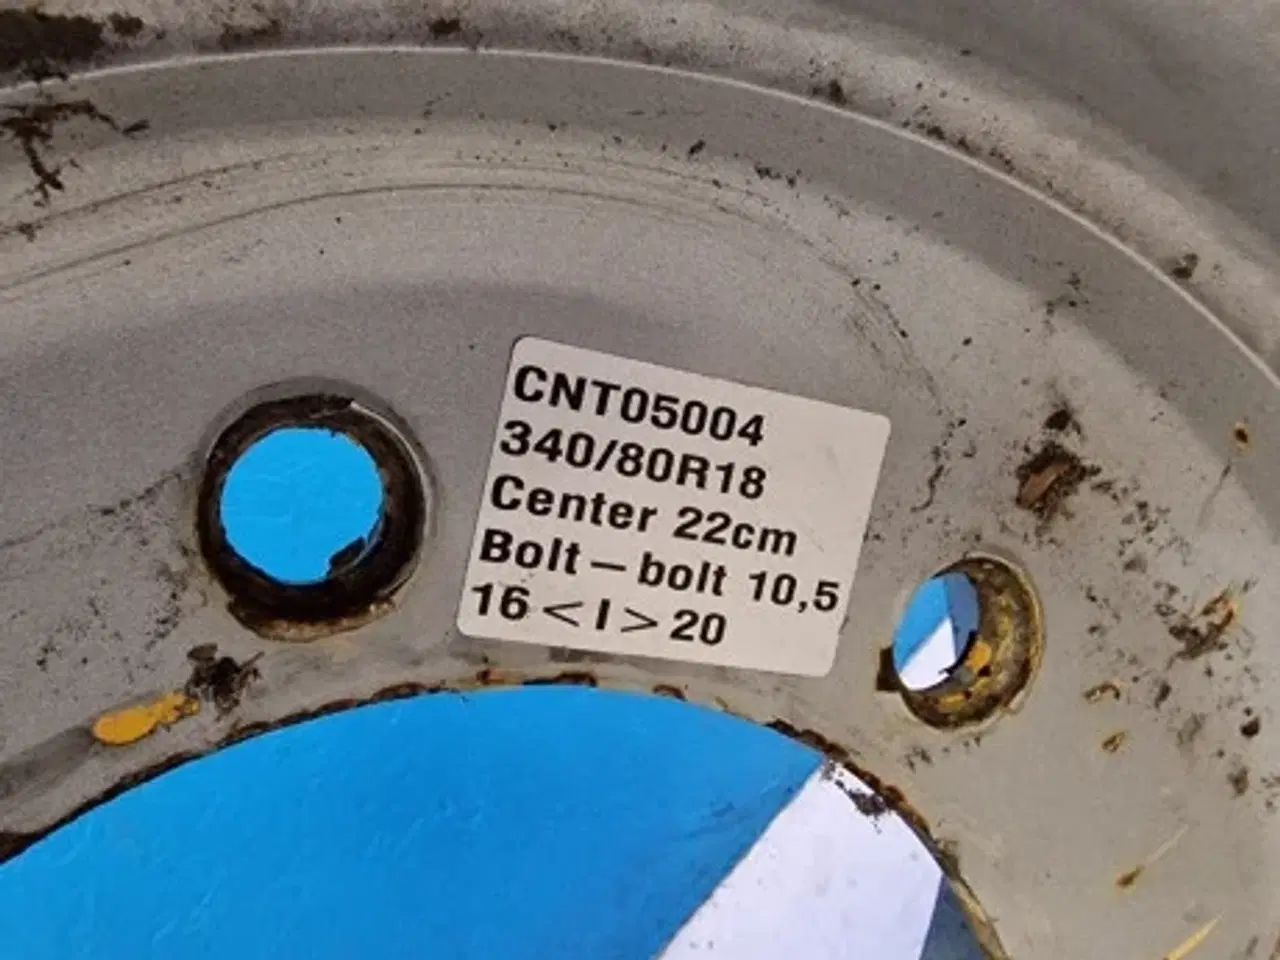 CNT05004
340/80R18
Center 22cm
Bolt – bolt 10,5
16 < I > 20